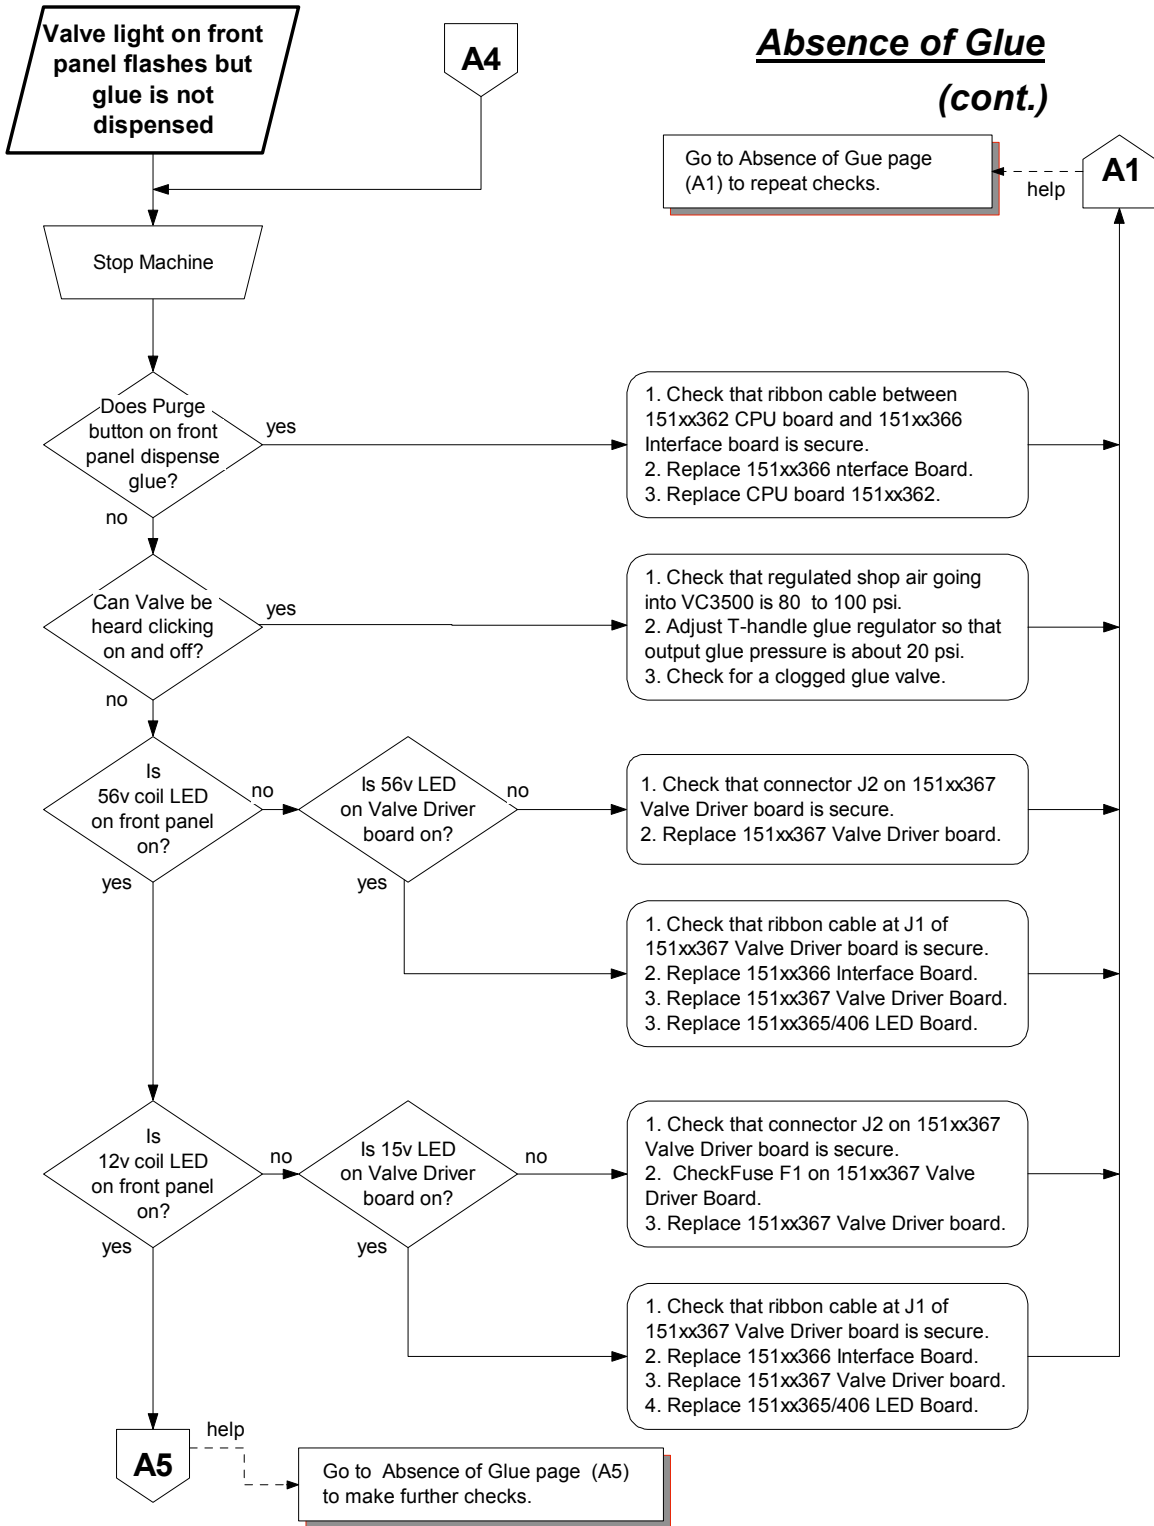 Valve light on front
panel flashes but
glue is not
dispensed
A4
Absence of Glue
(cont.)
Go to Absence of Gue page
(A1) to repeat checks.
help
A1
Stop Machine
Does Purge
button on front
panel dispense
glue?
yes
no
1. Check that ribbon cable between
151xx362 CPU board and 151xx366
Interface board is secure.
2. Replace 151xx366 nterface Board.
3. Replace CPU board 151xx362.
Can Valve be
heard clicking
on and off?
yes
no
1. Check that regulated shop air going
into VC3500 is 80 to 100 psi.
2. Adjust T-handle glue regulator so that
output glue pressure is about 20 psi.
3. Check for a clogged glue valve.
Is
56v coil LED
on front panel
on?
no
yes
Is 56v LED
on Valve Driver
board on?
no
yes
1. Check that connector J2 on 151xx367
Valve Driver board is secure.
2. Replace 151xx367 Valve Driver board.
1. Check that ribbon cable at J1 of
151xx367 Valve Driver board is secure.
2. Replace 151xx366 Interface Board.
3. Replace 151xx367 Valve Driver Board.
3. Replace 151xx365/406 LED Board.
Is
12v coil LED
on front panel
on?
no
yes
Is 15v LED
on Valve Driver
board on?
no
yes
1. Check that connector J2 on 151xx367
Valve Driver board is secure.
2. CheckFuse F1 on 151xx367 Valve
Driver Board.
3. Replace 151xx367 Valve Driver board.
1. Check that ribbon cable at J1 of
151xx367 Valve Driver board is secure.
2. Replace 151xx366 Interface Board.
3. Replace 151xx367 Valve Driver board.
4. Replace 151xx365/406 LED Board.
A5
help
Go to Absence of Glue page (A5)
to make further checks.